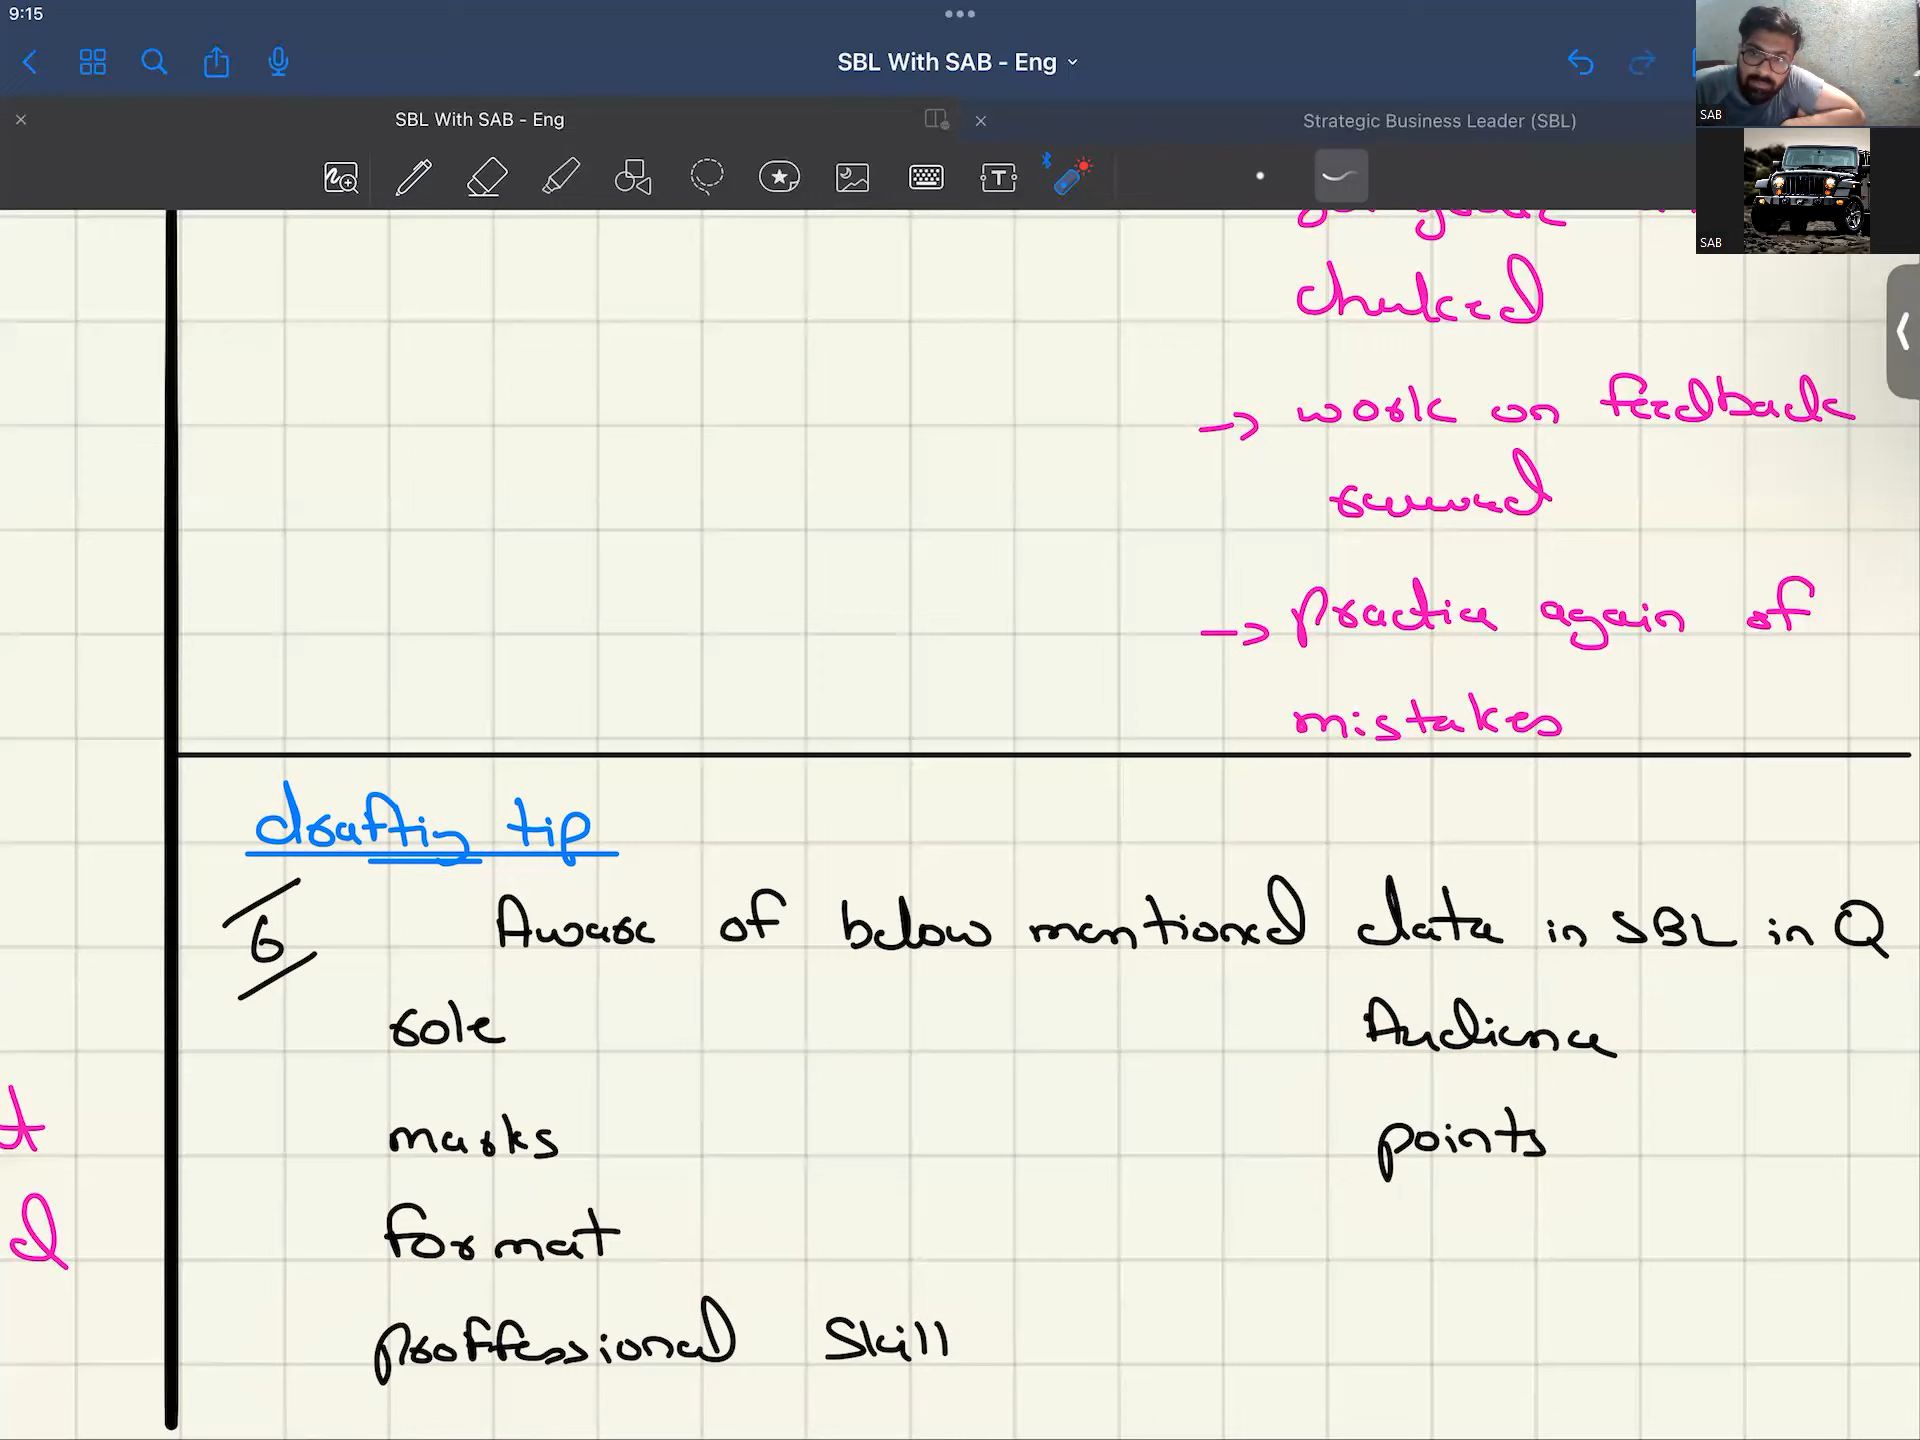 9:15
SBL With SAB - Eng
SBL With SAB - Eng
Strategic Business Leader (SBL)
SAB
SAB
T
chuked
→ work on feedback
→ practice again of
mistakes
drafting tip
6 Aware of below mentioned data in SBL in Q
role Audience
marks points
format
proffessional Skill
t
d